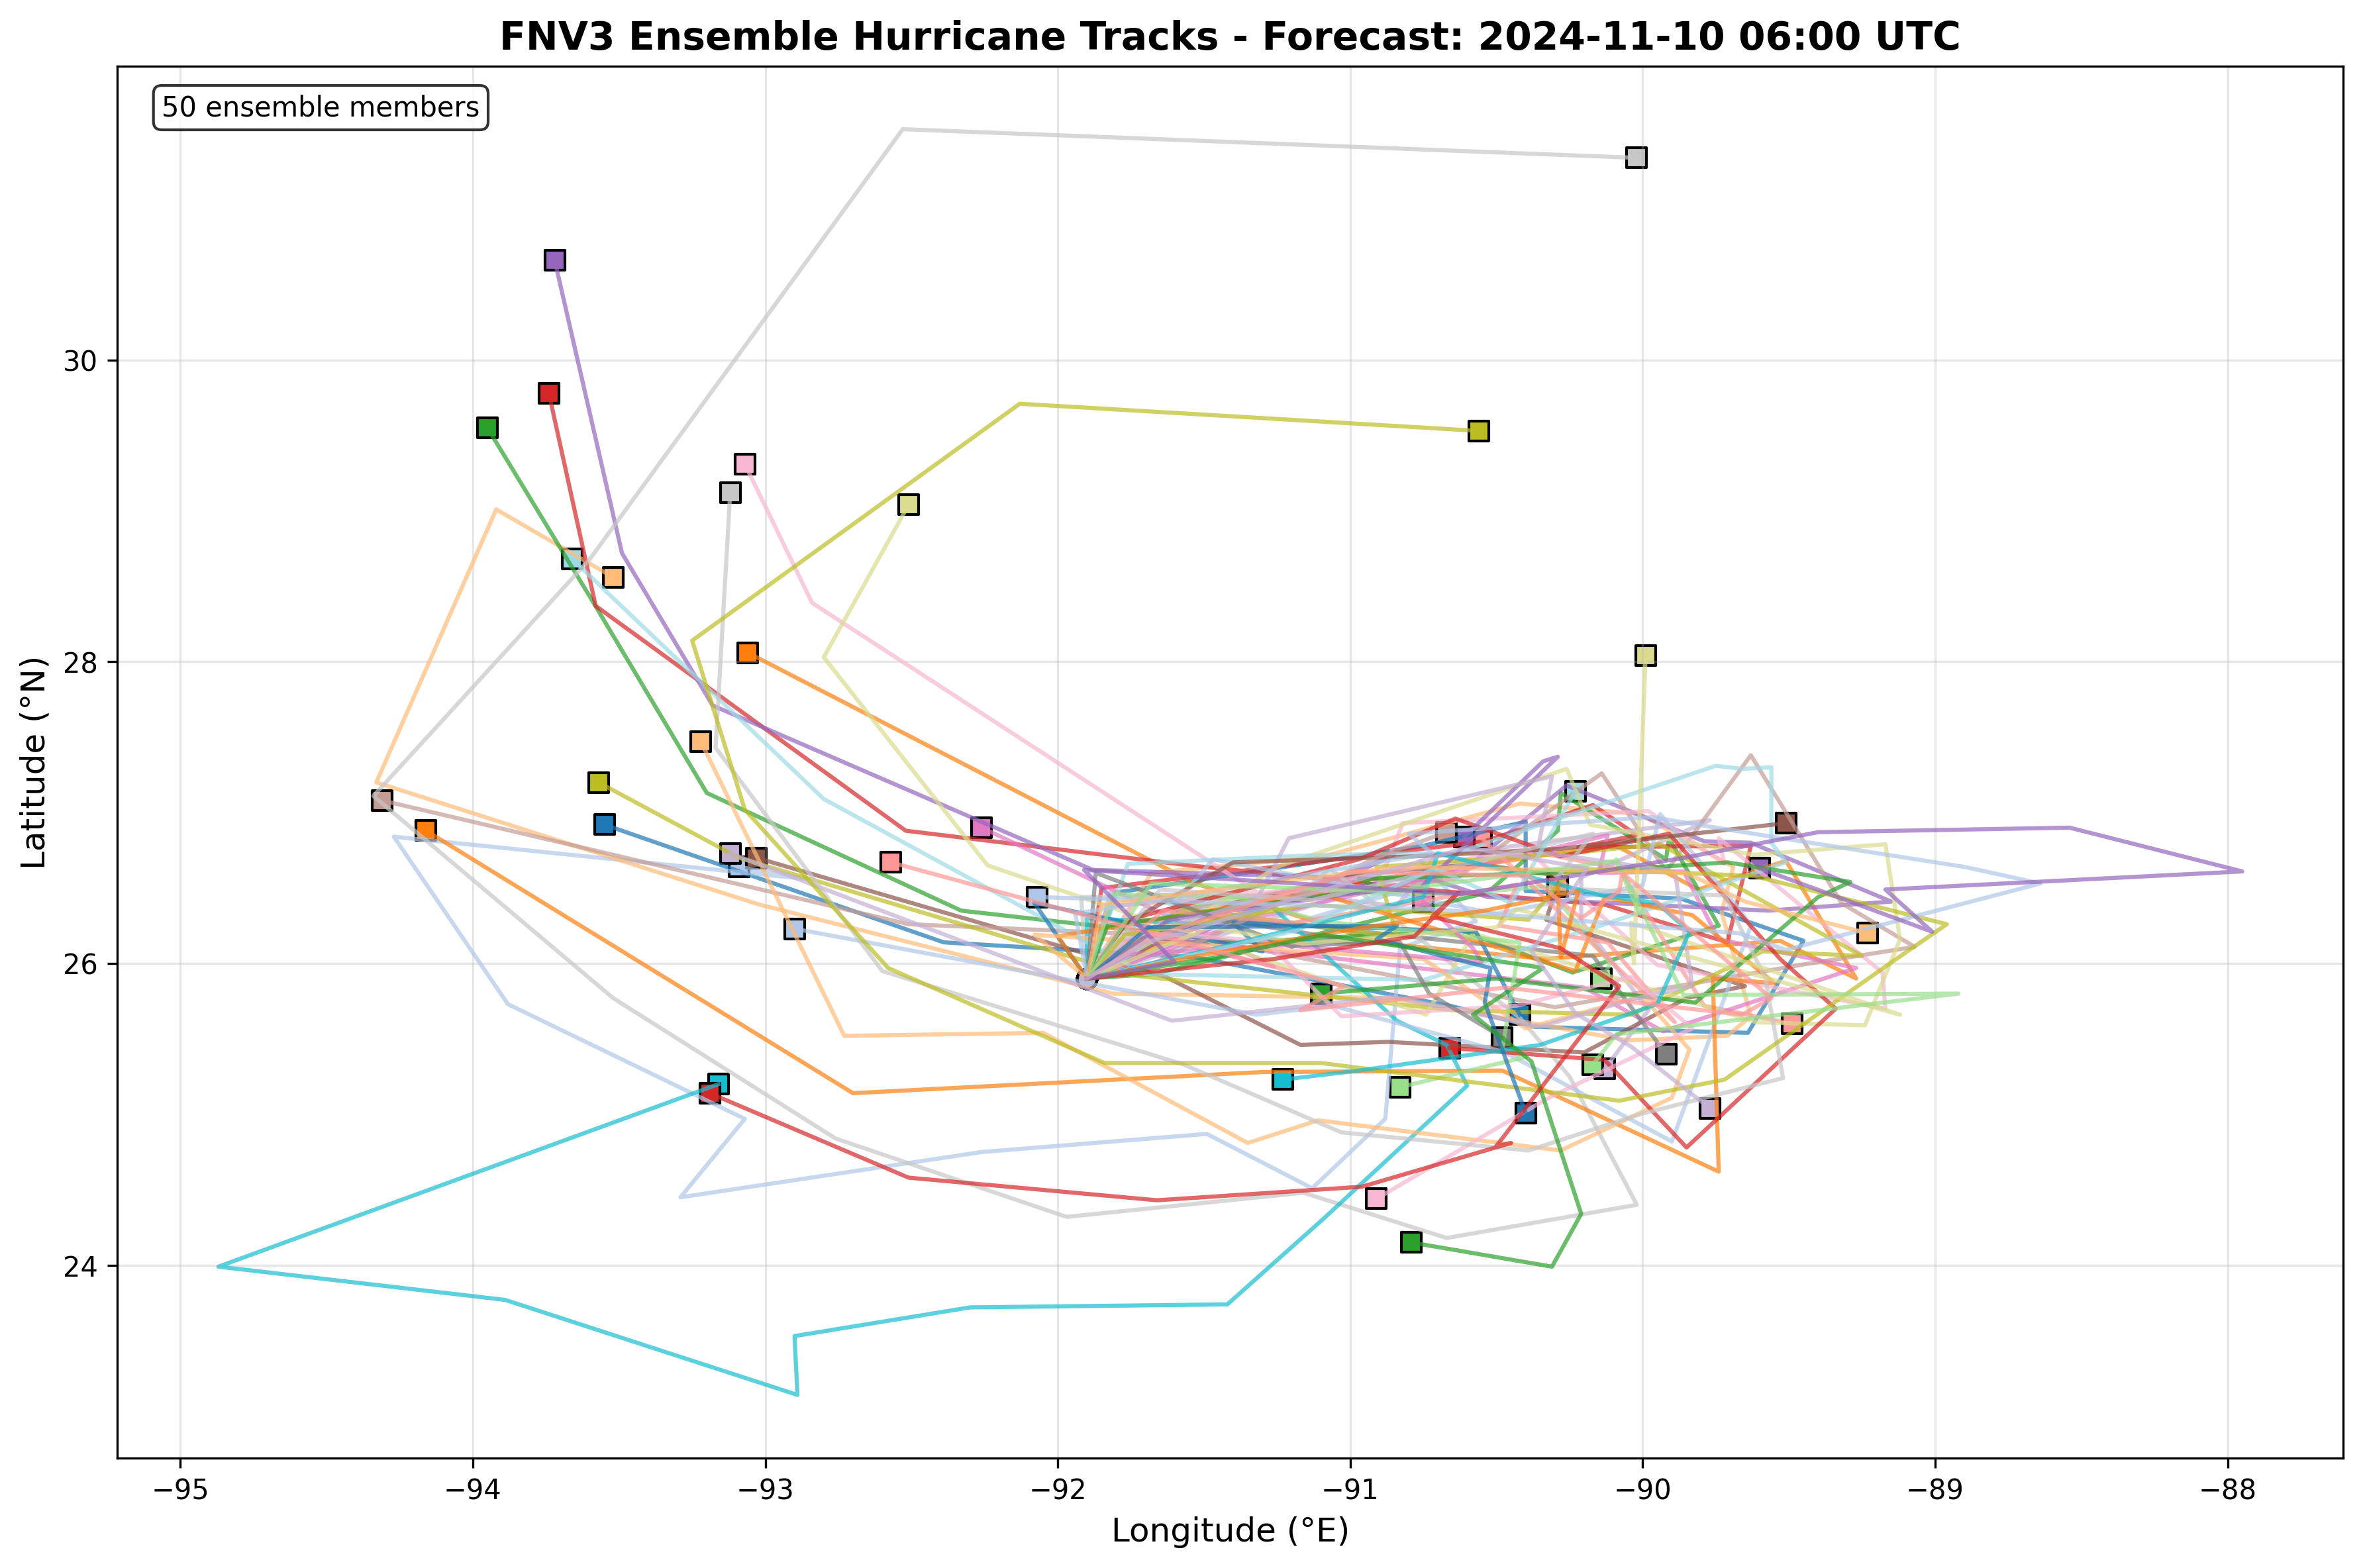 FNV3 Ensemble Hurricane Tracks - Forecast: 2024-11-10 06:00 UTC
50 ensemble members
30
28
26
24
Latitude (°N)
−95 −94 −93 −92 −91 −90 −89 −88
Longitude (°E)